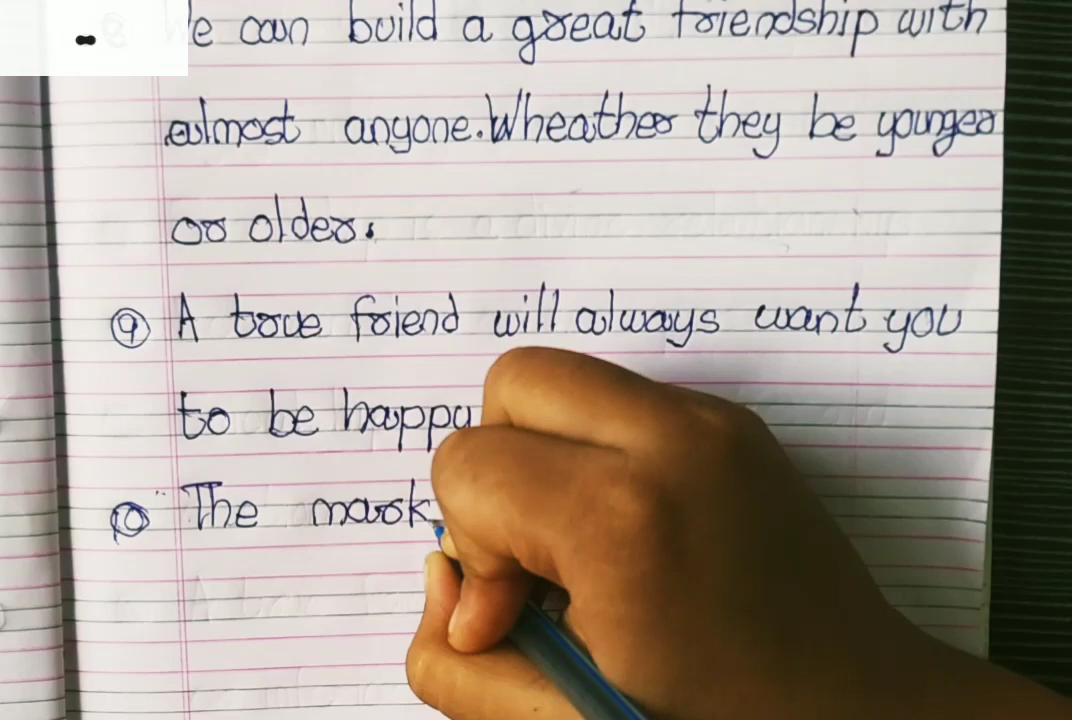 ⑧ We can build a great friendship with
almost anyone. Wheather they be younger
or older.
⑨ A true friend will always want you
to be happy
⑩ "The mark